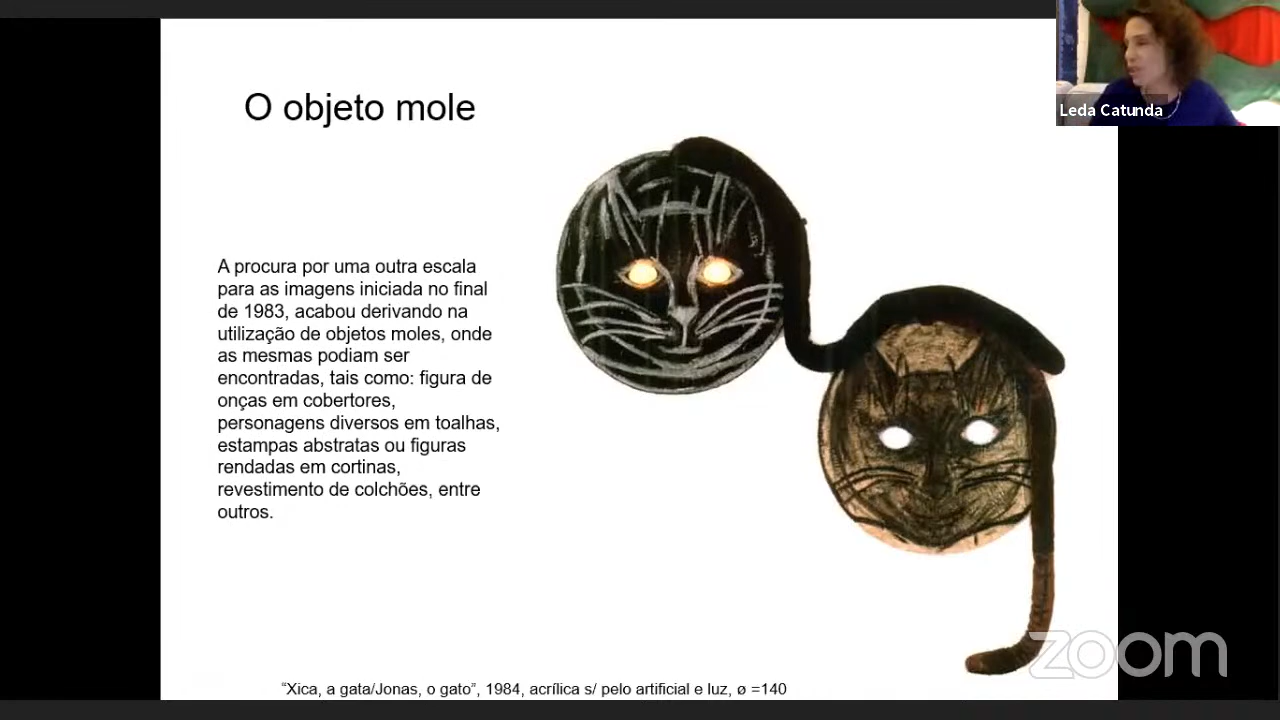 Leda Catunda
O objeto mole
A procura por uma outra escala
para as imagens iniciada no final
de 1983, acabou derivando na
utilização de objetos moles, onde
as mesmas podiam ser
encontradas, tais como: figura de
onças em cobertores,
personagens diversos em toalhas,
estampas abstratas ou figuras
rendadas em cortinas,
revestimento de colchões, entre
outros.
“Xica, a gata/Jonas, o gato”, 1984, acrílica s/ pelo artificial e luz, ø =140
zoom